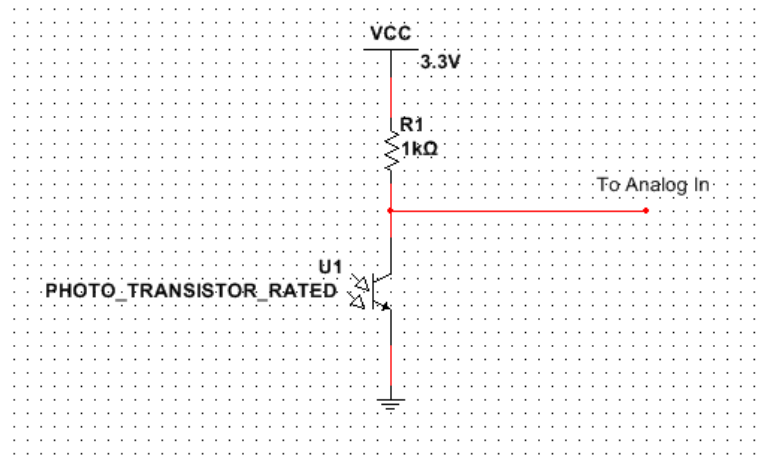 VCC
3.3V
R1
1kΩ
To Analog In
U1
PHOTO_TRANSISTOR_RATED